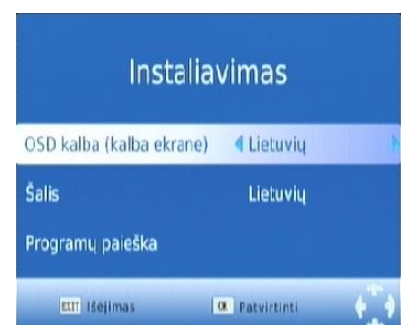 Instaliavimas
OSD kalba (kalba ekrane) Lietuvių
Šalis Lietuvių
Programų paieška
EXIT Išėjimas OK Patvirtinti